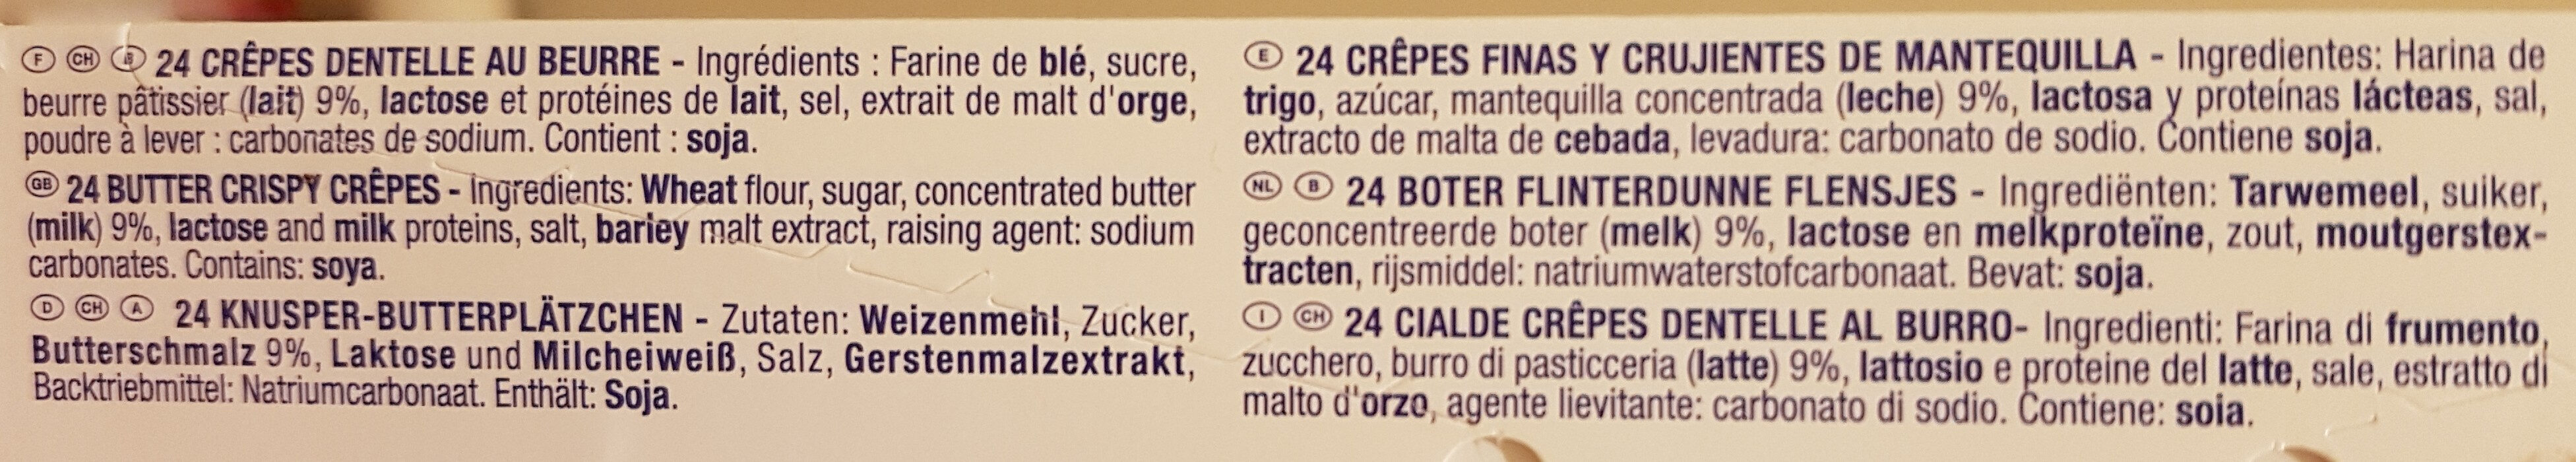 F CH B 24 CRÊPES DENTELLE AU BEURRE - Ingrédients : Farine de blé, sucre,
beurre pâtissier (lait) 9%, lactose et protéines de lait, sel, extrait de malt d'orge,
poudre à lever : carbonates de sodium. Contient : soja.
GB 24 BUTTER CRISPY CRÊPES - Ingredients: Wheat flour, sugar, concentrated butter
(milk) 9%, lactose and milk proteins, salt, barley malt extract, raising agent: sodium
carbonates. Contains: soya.
D CH A 24 KNUSPER-BUTTERPLÄTZCHEN - Zutaten: Weizenmehl, Zucker,
Butterschmalz 9%, Laktose und Milcheiweiß, Salz, Gerstenmalzextrakt,
Backtriebmittel: Natriumcarbonaat. Enthält: Soja.
E 24 CRÊPES FINAS Y CRUJIENTES DE MANTEQUILLA - Ingredientes: Harina de
trigo, azúcar, mantequilla concentrada (leche) 9%, lactosa y proteínas lácteas, sal,
extracto de malta de cebada, levadura: carbonato de sodio. Contiene soja.
NL B 24 BOTER FLINTERDUNNE FLENSJES - Ingrediënten: Tarwemeel, suiker,
geconcentreerde boter (melk) 9%, lactose en melkproteïne, zout, moutgerstex-
tracten, rijsmiddel: natriumwaterstofcarbonaat. Bevat: soja.
I CH 24 CIALDE CRÊPES DENTELLE AL BURRO- Ingredienti: Farina di frumento,
zucchero, burro di pasticceria (latte) 9%, lattosio e proteine del latte, sale, estratto di
malto d'orzo, agente lievitante: carbonato di sodio. Contiene: soia.